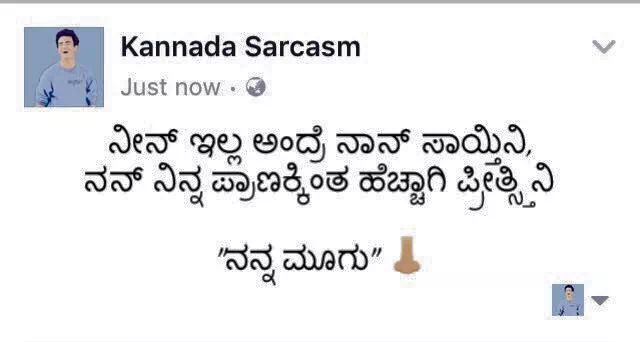 Kannada Sarcasm
Just now ·
ನೀನ್ ಇಲ್ಲ ಅಂದ್ರೆ ನಾನ್ ಸಾಯ್ತಿನಿ,
ನನ್ ನಿನ್ನ ಪ್ರಾಣಕ್ಕಿಂತ ಹೆಚ್ಚಾಗಿ ಪ್ರೀತ್ಸ್ತಿನಿ
"ನನ್ನ ಮೂಗು" 👃🏽